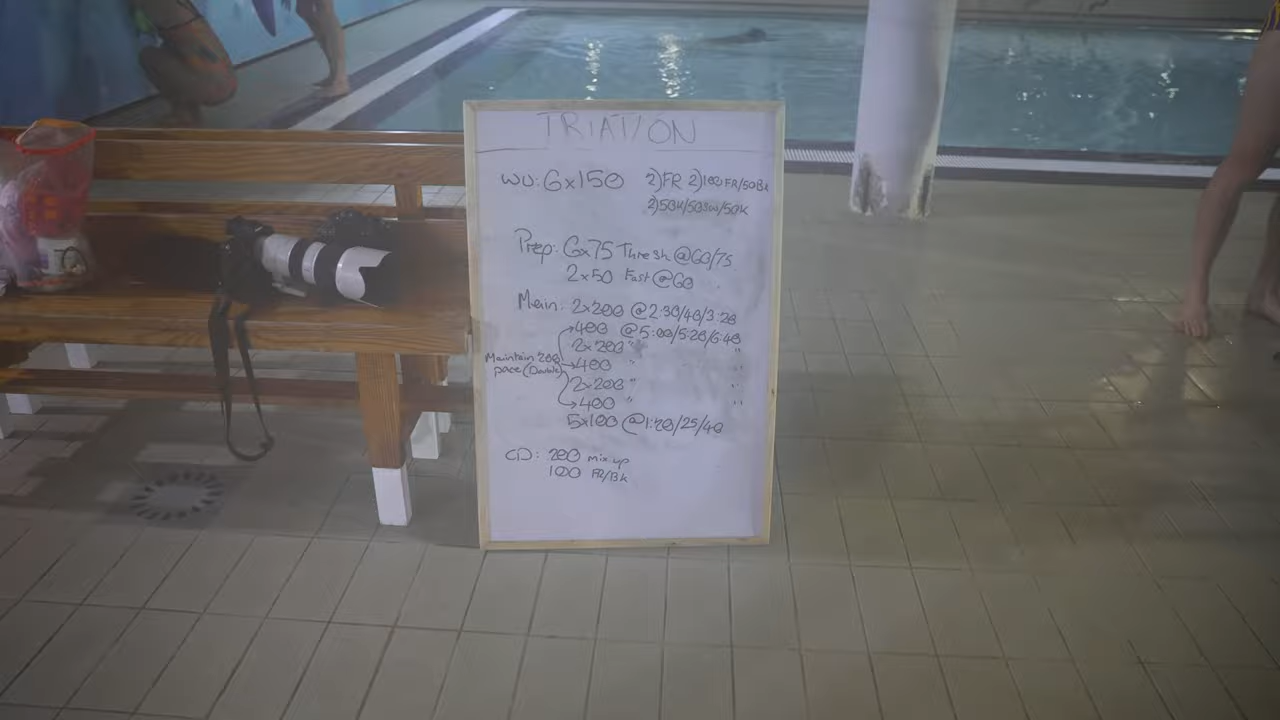 TRIATION
WU: 6x150 2)FR 2)100FR/50Bk
2)50K/50SW/50K
Prep: 6x75 Thresh @60/75
2x50 Fast @60
Main: 2x200 @2:30/40/3:20
400 @5:00/5:20/6:40
2x200 " "
Maintain 200 pace (Double) 400 " "
2x200 " "
400 " "
5x100 @1:20/25/40
CD: 200 mix up
100 FR/Bk